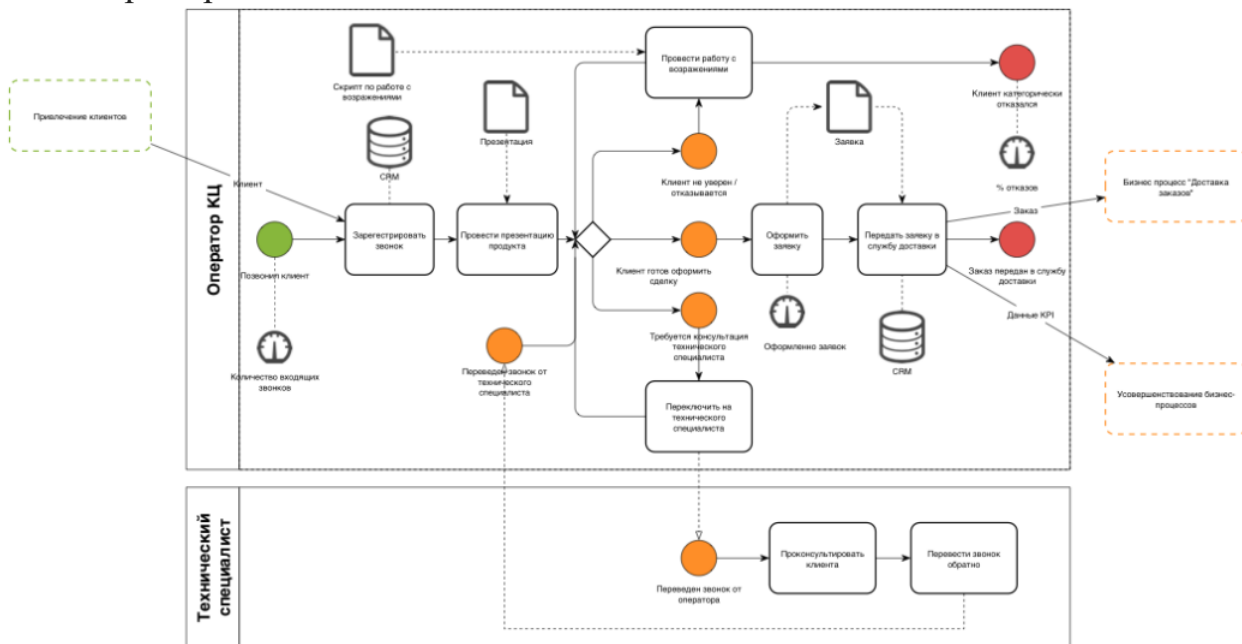 Оператор КЦ
Привлечение клиентов
Клиент
Позвонил клиент
Количество входящих
звонков
Скрипт по работе с
возражениями
CRM
Зарегестрировать
звонок
Презентация
Провести презентацию
продукта
Провести работу с
возражениями
Клиент не уверен /
отказывается
Клиент готов оформить
сделку
Требуется консультация
технического
специалиста
Переведен звонок от
технического
специалиста
Переключить на
технического
специалиста
Заявка
Оформить
заявку
Оформленно заявок
Передать заявку в
службу доставки
CRM
Клиент категорически
отказался
% отказов
Заказ
Заказ передан в службу
доставки
Данные KPI
Бизнес процесс "Доставка
заказов"
Усовершенствование бизнес-
процессов
Технический
специалист
Переведен звонок от
оператора
Проконсультировать
клиента
Перевести звонок
обратно